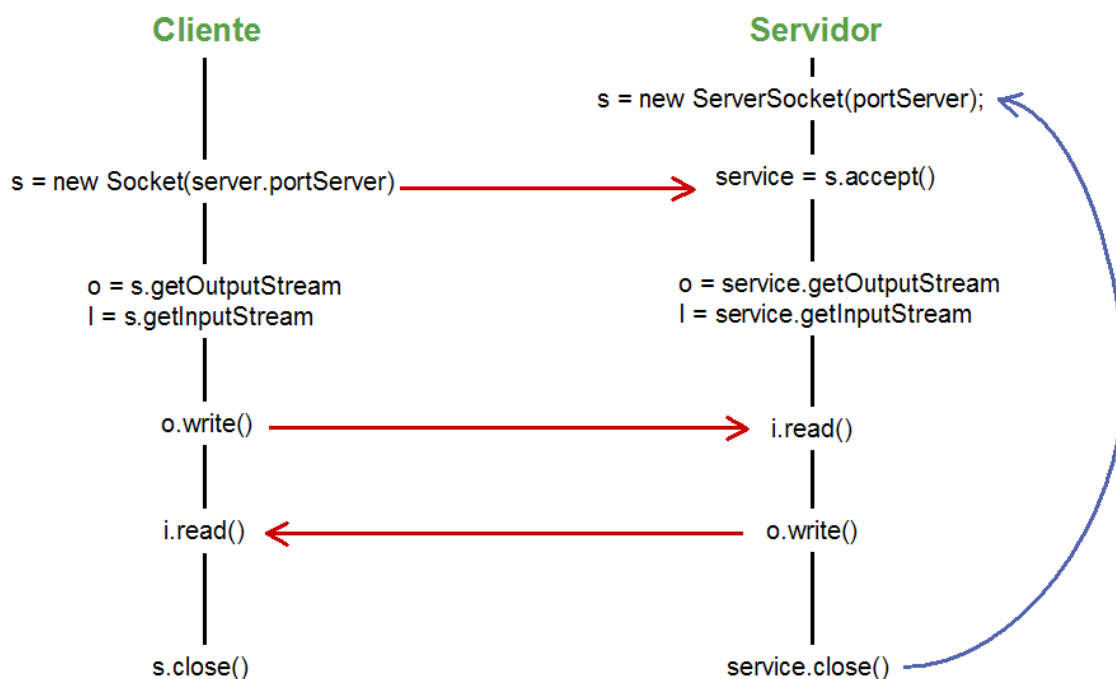 Cliente
Servidor
s = new ServerSocket(portServer);
s = new Socket(server.portServer)
service = s.accept()
o = s.getOutputStream
I = s.getInputStream
o = service.getOutputStream
I = service.getInputStream
o.write()
i.read()
i.read()
o.write()
s.close()
service.close()